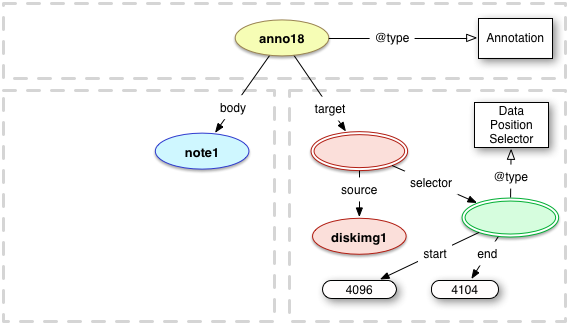 anno18
@type
Annotation
body
target
note1
Data
Position
Selector
@type
source
selector
diskimg1
start
end
4096
4104